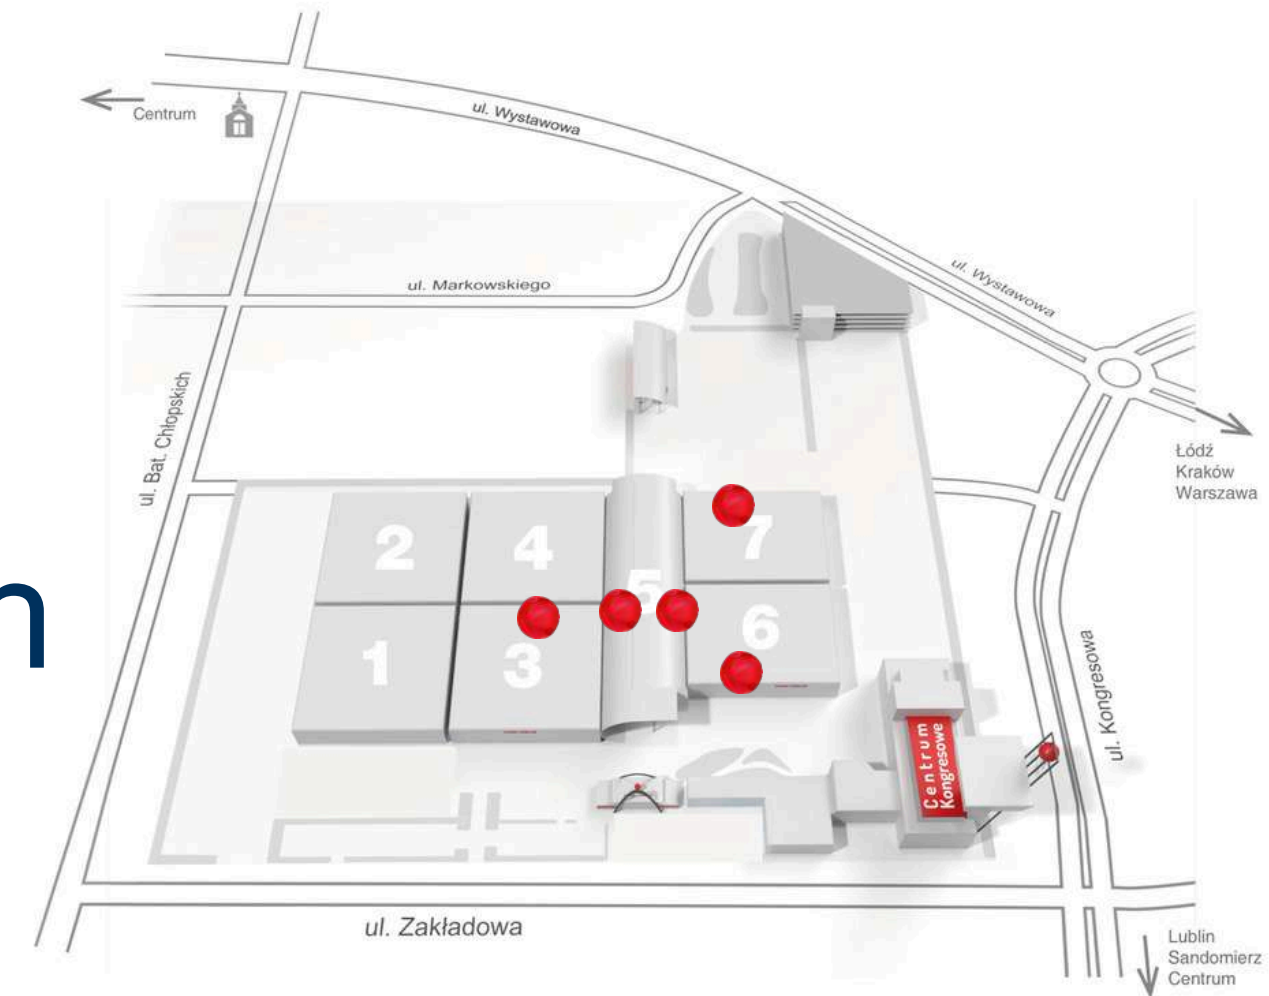 Centrum
ul. Wystawowa
ul. Markowskiego
ul. Wystawowa
ul. Bat. Chłopskich
Łódź
Kraków
Warszawa
2
4
5
7
n
1
3
6
ul. Kongresowa
Centrum
Kongresowe
ul. Zakładowa
Lublin
Sandomierz
Centrum